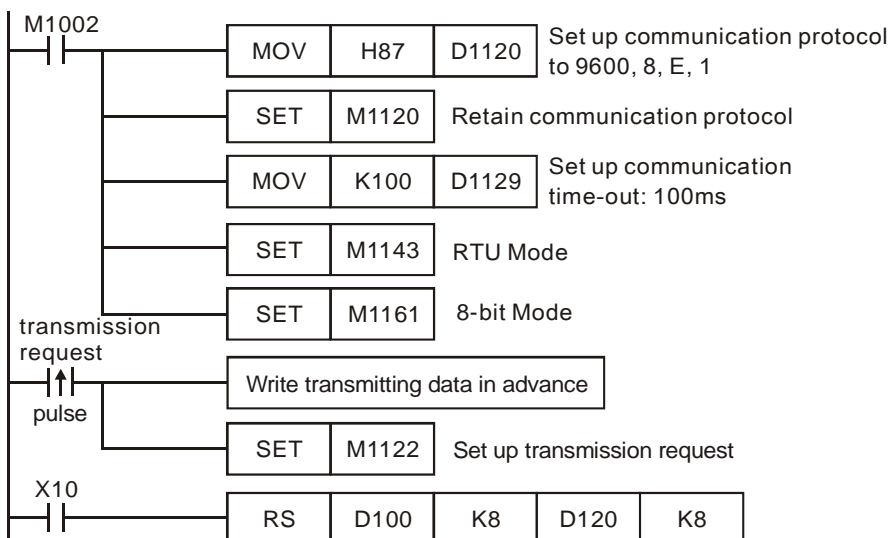 M1002
MOV H87 D1120 Set up communication protocol
to 9600, 8, E, 1
SET M1120 Retain communication protocol
MOV K100 D1129 Set up communication
time-out: 100ms
SET M1143 RTU Mode
SET M1161 8-bit Mode
transmission
request
pulse
Write transmitting data in advance
SET M1122 Set up transmission request
X10
RS D100 K8 D120 K8